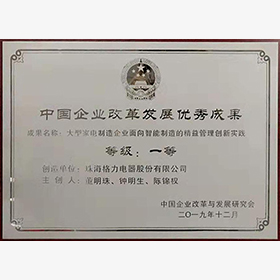 中国企业改革发展优秀成果
成果名称：大型家电制造企业面向智能制造的精益管理创新实践
等级：一等
创造单位：珠海格力电器股份有限公司
主创人：董明珠、钟明生、陈锦权
中国企业改革与发展研究会
二〇一九年十二月